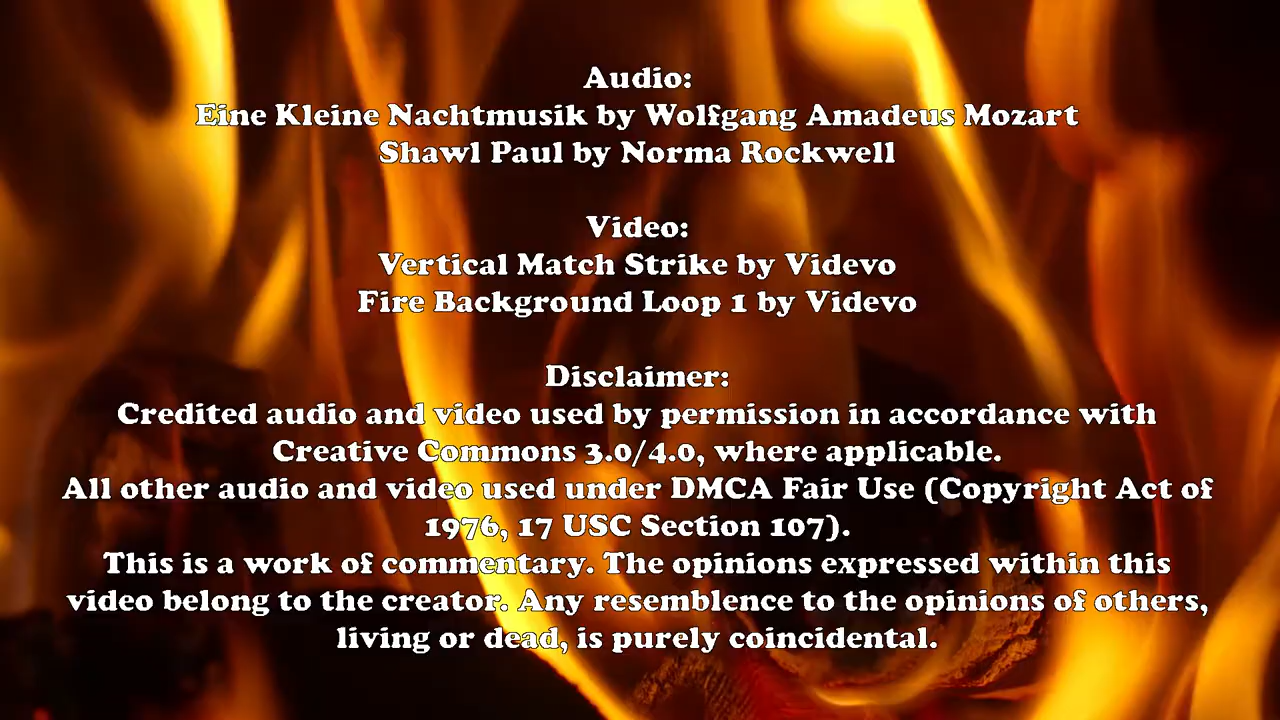 Audio:
Eine Kleine Nachtmusik by Wolfgang Amadeus Mozart
Shawl Paul by Norma Rockwell
Video:
Vertical Match Strike by Videvo
Fire Background Loop 1 by Videvo
Disclaimer:
Credited audio and video used by permission in accordance with
Creative Commons 3.0/4.0, where applicable.
All other audio and video used under DMCA Fair Use (Copyright Act of
1976, 17 USC Section 107).
This is a work of commentary. The opinions expressed within this
video belong to the creator. Any resemblence to the opinions of others,
living or dead, is purely coincidental.